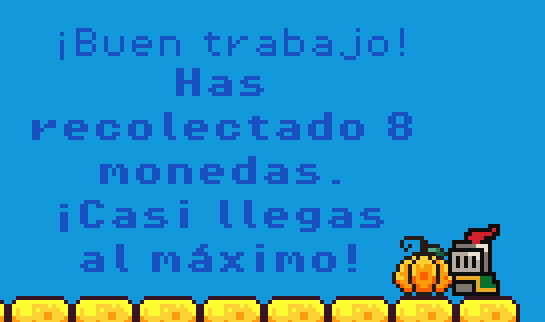 ¡Buen trabajo!
Has
recolectado 8
monedas.
¡Casi llegas
al máximo!